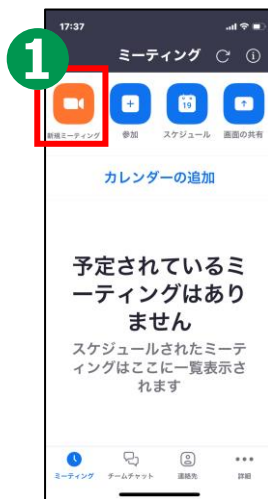 1
17:37
ミーティング
新規ミーティング 参加 スケジュール 画面の共有
19
カレンダーの追加
予定されているミ
ーティングはあり
ません
スケジュールされたミーテ
ィングはここに一覧表示さ
れます
ミーティング チームチャット 連絡先 詳細